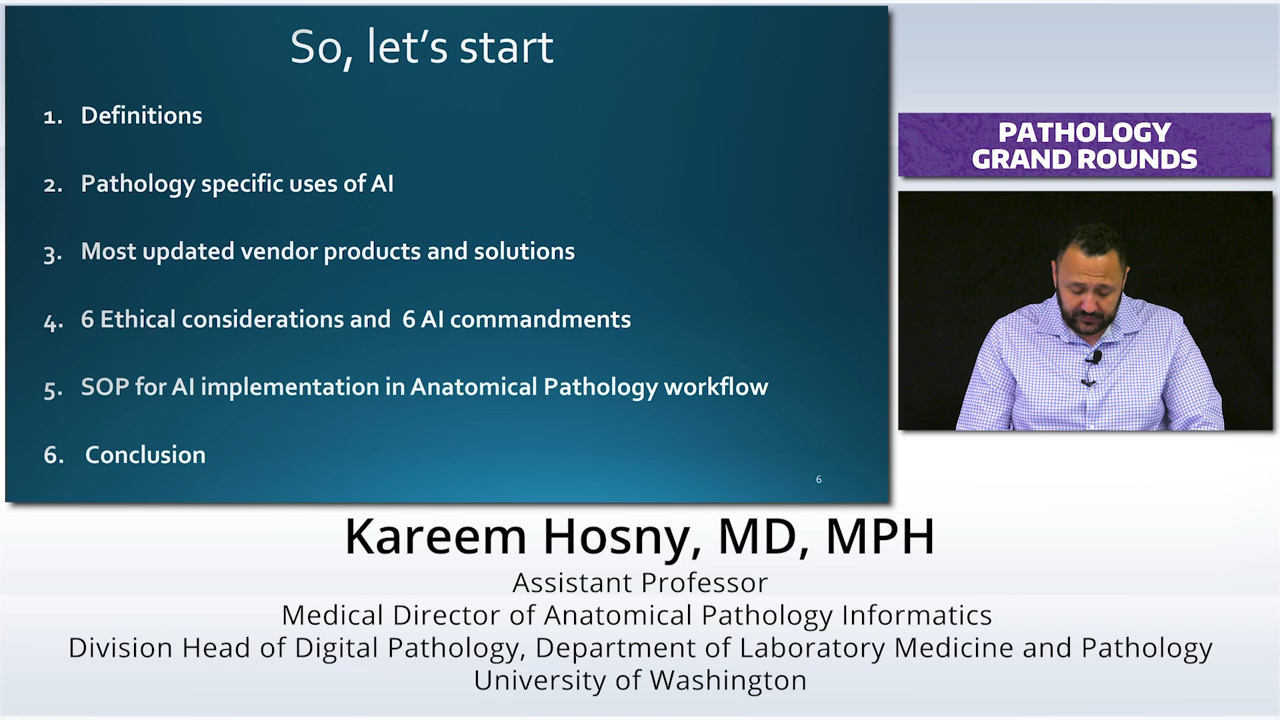 So, let's start
1. Definitions
2. Pathology specific uses of AI
3. Most updated vendor products and solutions
4. 6 Ethical considerations and 6 AI commandments
5. SOP for AI implementation in Anatomical Pathology workflow
6. Conclusion
6
PATHOLOGY
GRAND ROUNDS
Kareem Hosny, MD, MPH
Assistant Professor
Medical Director of Anatomical Pathology Informatics
Division Head of Digital Pathology, Department of Laboratory Medicine and Pathology
University of Washington